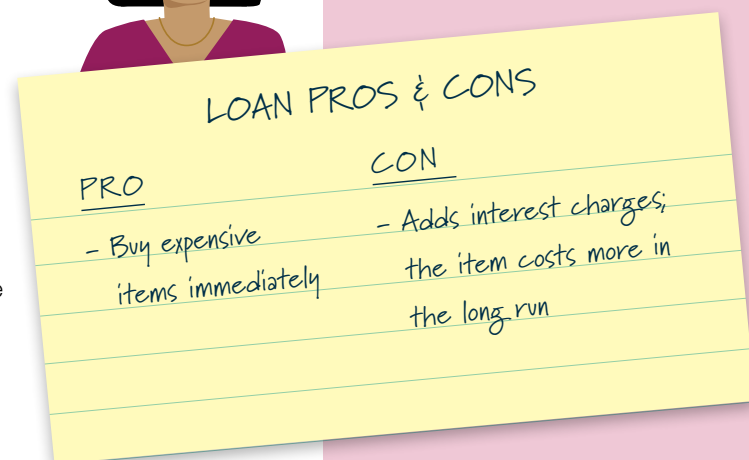 LOAN PROS & CONS
PRO
– Buy expensive
items immediately
CON
– Adds interest charges;
the item costs more in
the long run
e